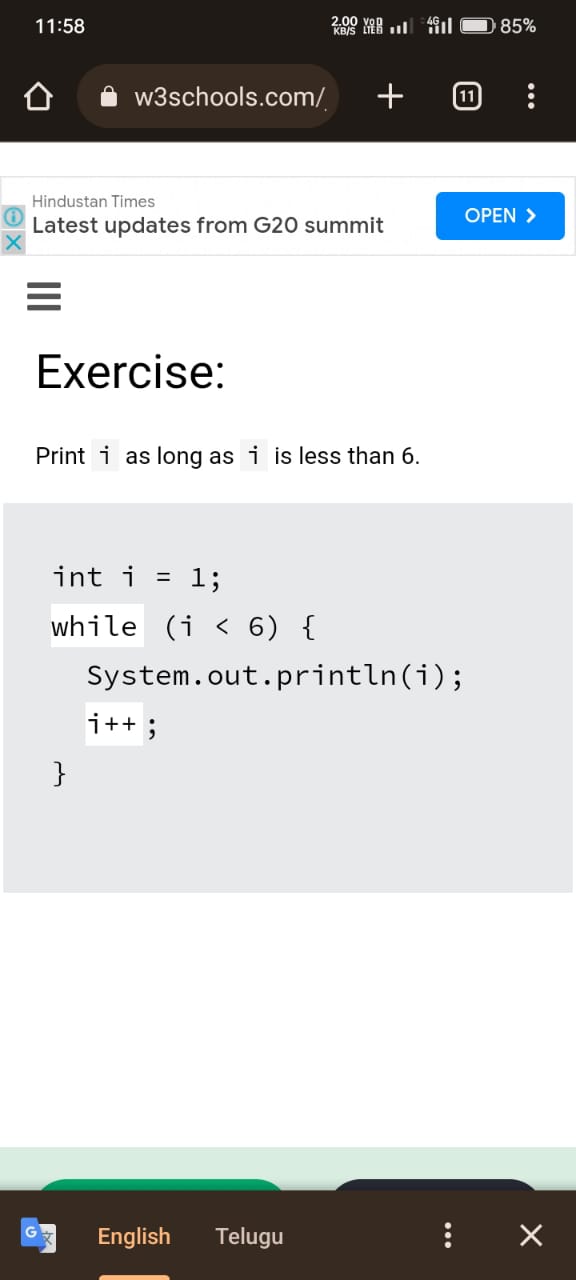 11:58
2.00 KB/S VoD LTE 4G 85%
w3schools.com/
11
Hindustan Times
Latest updates from G20 summit
OPEN
Exercise:
Print i as long as i is less than 6.
int i = 1;
while (i < 6) {
System.out.println(i);
i++;
}
English Telugu